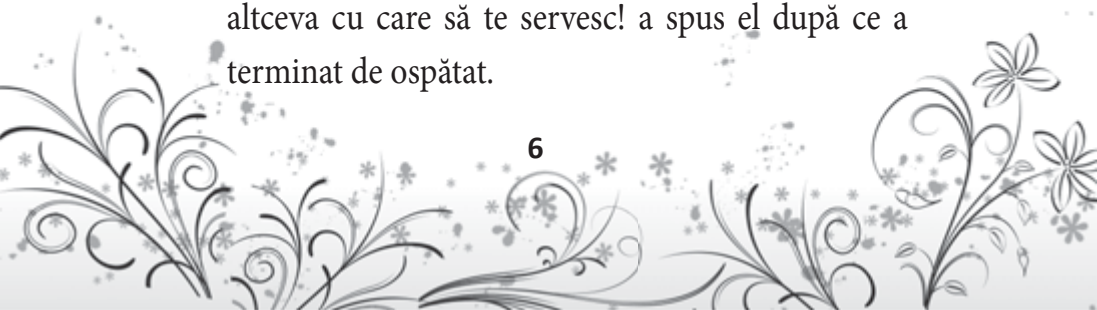 altceva cu care să te servesc! a spus el după ce a
terminat de ospătat.
6